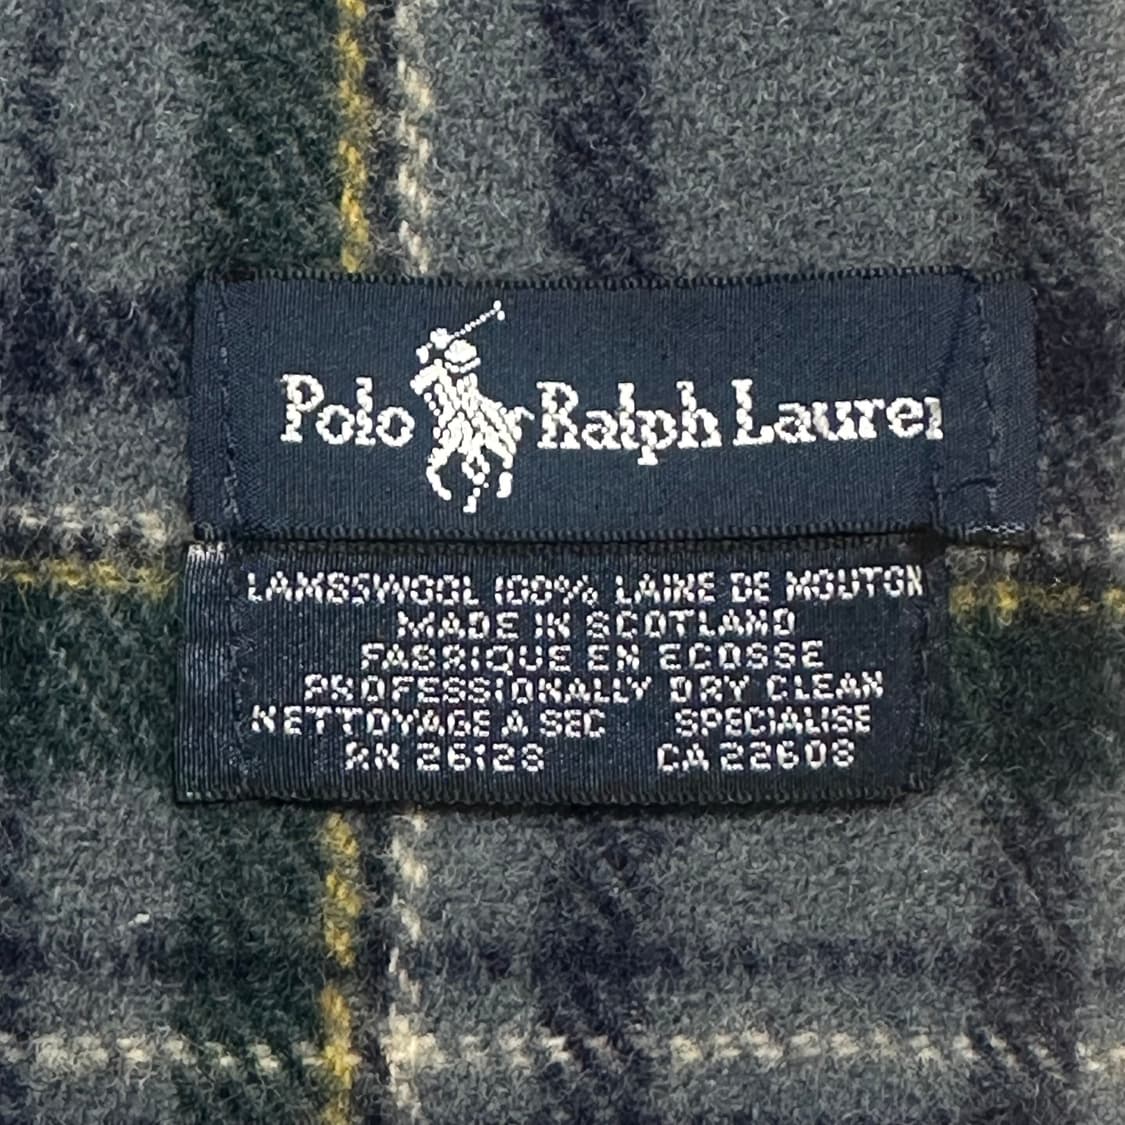 Polo Ralph Lauren
LAMBSWOOL 100% LAINE DE MOUTON
MADE IN SCOTLAND
FABRIQUE EN ECOSSE
PROFESSIONALLY DRY CLEAN
NETTOYAGE A SEC SPECIALISE
RN 26128 CA 22608